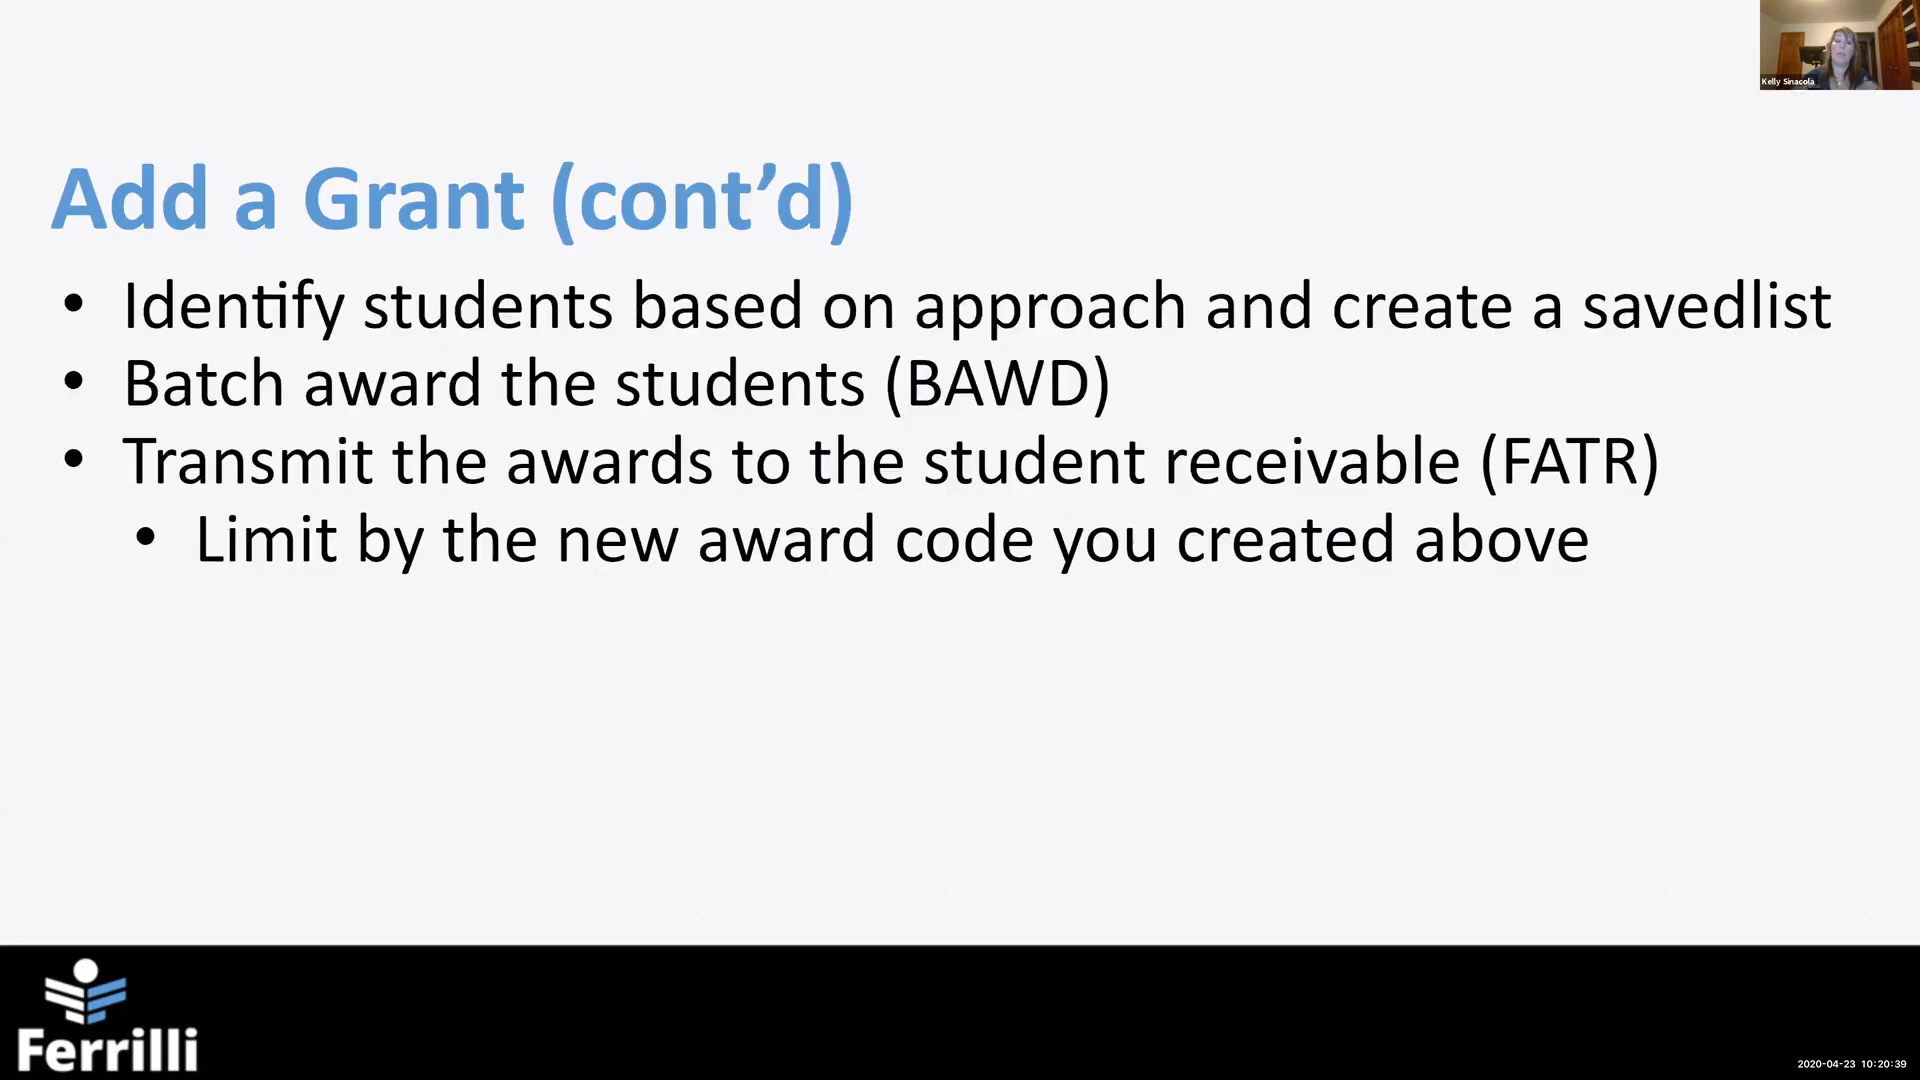 Kelly Sinacola
Add a Grant (cont’d)
• Identify students based on approach and create a savedlist
• Batch award the students (BAWD)
• Transmit the awards to the student receivable (FATR)
• Limit by the new award code you created above
Ferrilli
2020-04-23 10:20:39